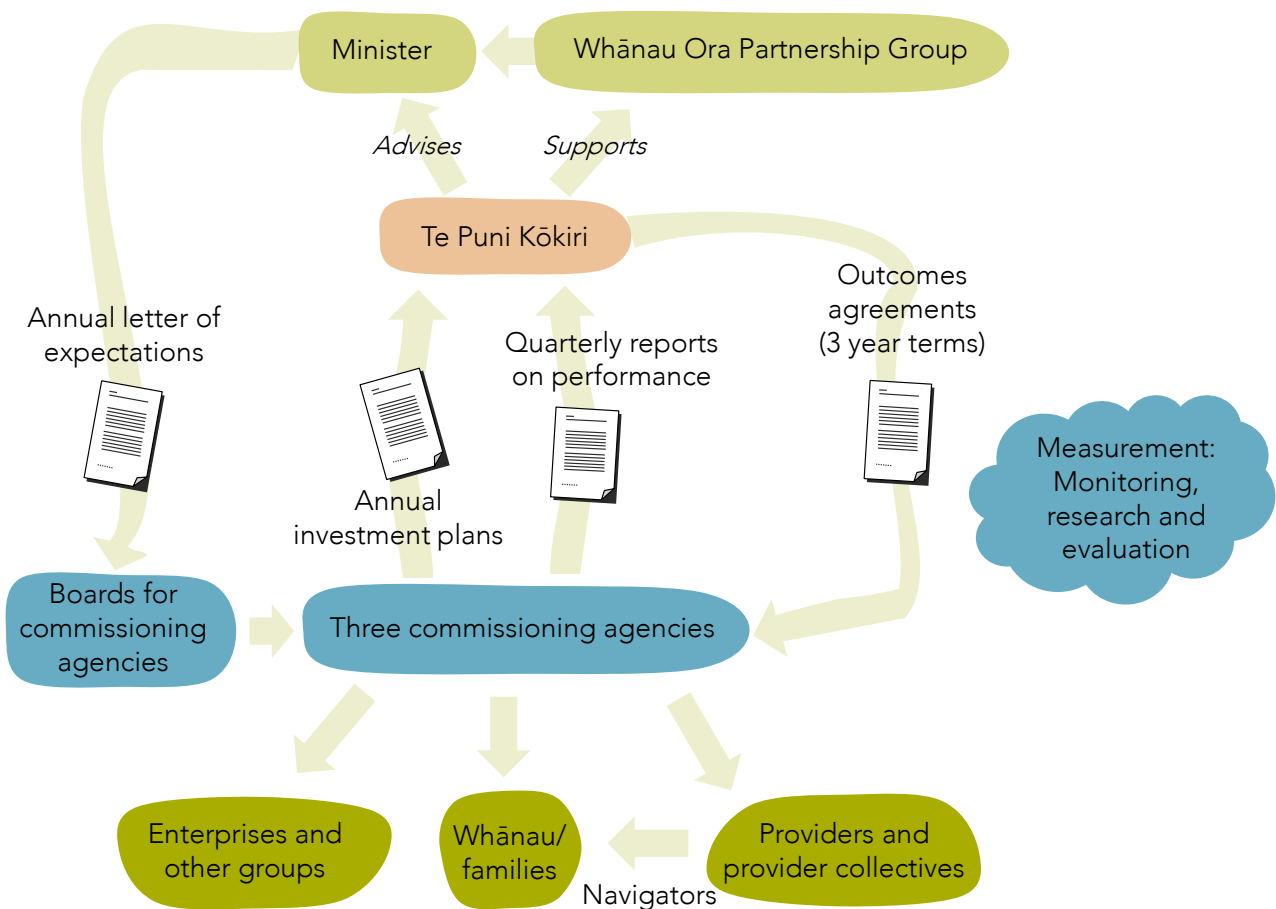 Minister
Whānau Ora Partnership Group
Advises
Supports
Te Puni Kōkiri
Annual letter of
expectations
Quarterly reports
on performance
Outcomes
agreements
(3 year terms)
Annual
investment plans
Measurement:
Monitoring,
research and
evaluation
Boards for
commissioning
agencies
Three commissioning agencies
Enterprises and
other groups
Whānau/
families
Navigators
Providers and
provider collectives